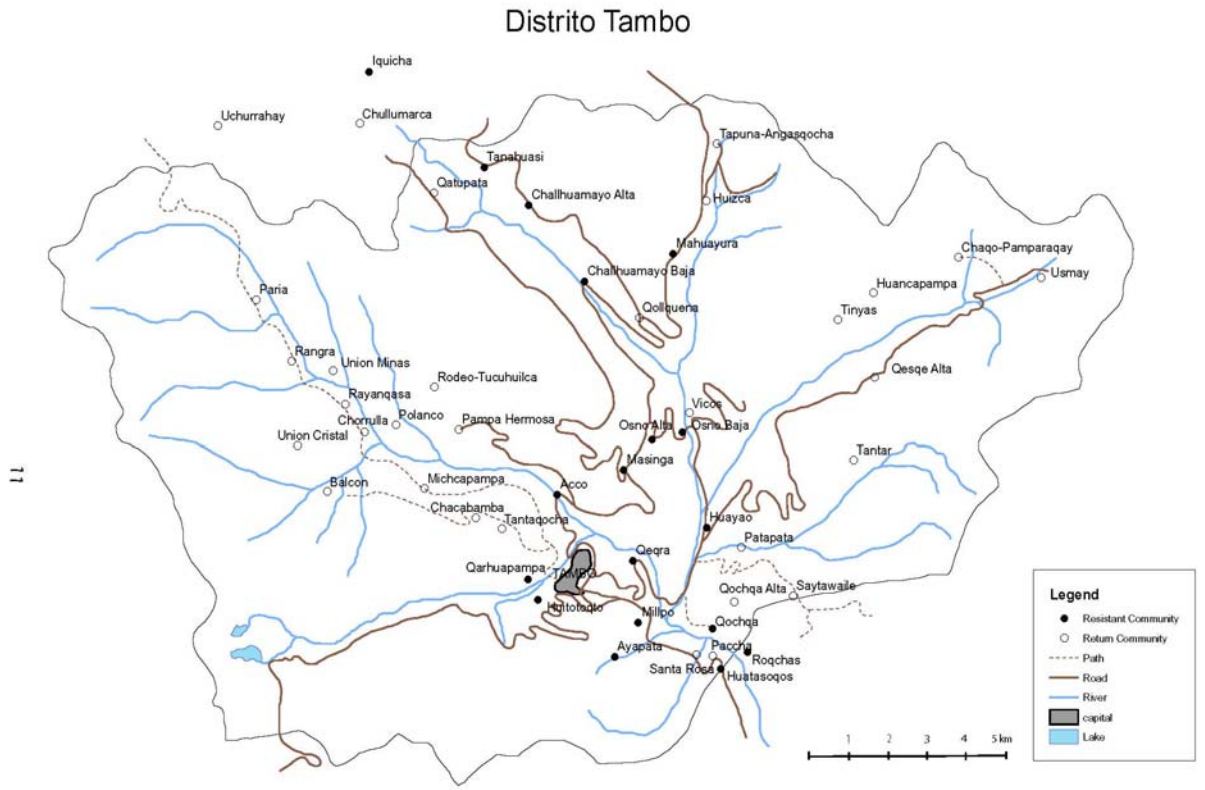 Distrito Tambo
Iquicha
Uchurrahay
Chullumarca
Tapuna-Angasqocha
Tanahuasi
Qatupata
Challhuamayo Alta
Huizca
Mahuayura
Chaqo-Pamparaqay
Challhuamayo Baja
Usmay
Huancapampa
Paria
Qollquena
Tinyas
Rangra
Union Minas
Qesqe Alta
Rodeo-Tucuhuilca
Rayanqasa
Vicos
Chorrulla
Polanco
Pampa Hermosa
Osno Alta
Osno Baja
Union Cristal
Tantar
Masinga
Balcon
Michcapampa
Acco
11
Chacabamba
Tantaqocha
Huayao
Patapata
Qeqra
Qarhuapampa
TAMBO
Qochqa Alta
Saytawaile
Huitotoqto
Millpo
Qochqa
Ayapata
Paccha
Roqchas
Santa Rosa
Huatasoqos
Legend
Resistant Community
Return Community
Path
Road
River
capital
Lake
1 2 3 4 5 km